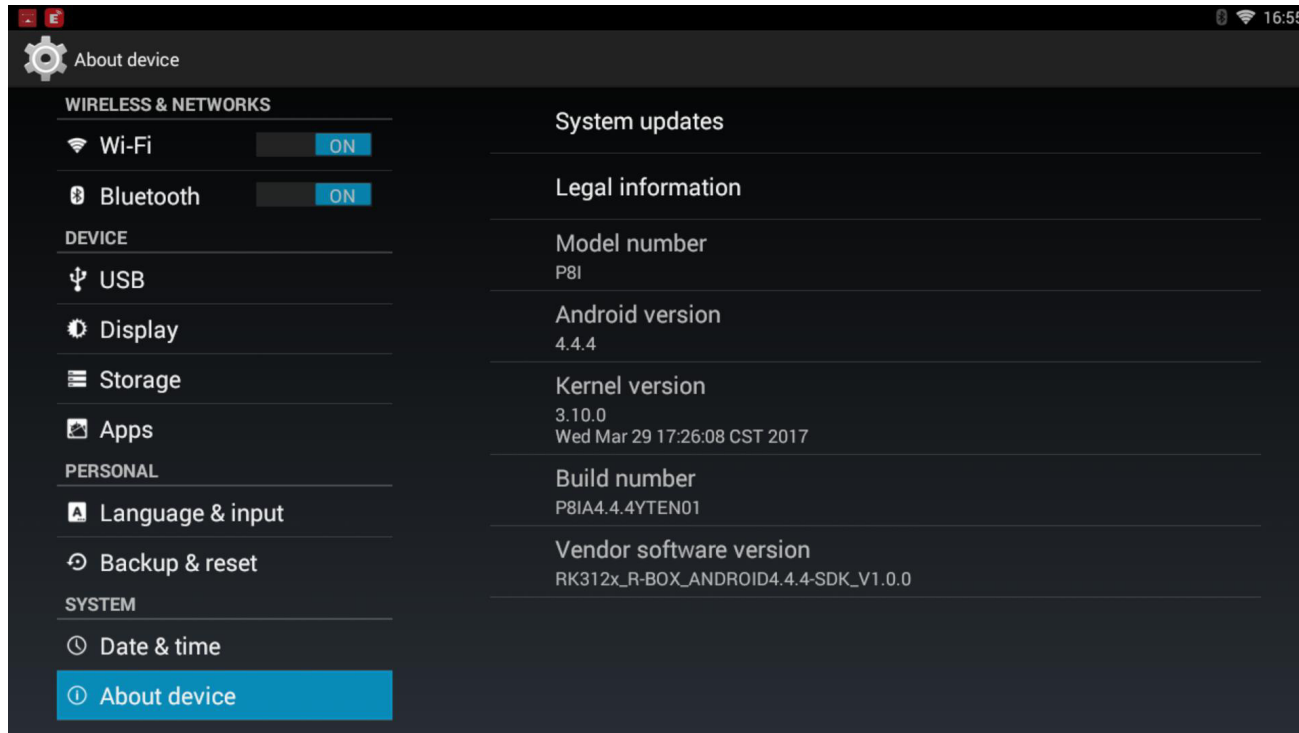 E
16:55
About device
WIRELESS & NETWORKS
Wi-Fi ON
Bluetooth ON
DEVICE
USB
Display
Storage
Apps
PERSONAL
Language & input
Backup & reset
SYSTEM
Date & time
About device
System updates
Legal information
Model number
P8I
Android version
4.4.4
Kernel version
3.10.0
Wed Mar 29 17:26:08 CST 2017
Build number
P8IA4.4.4YTEN01
Vendor software version
RK312x_R-BOX_ANDROID4.4.4-SDK_V1.0.0